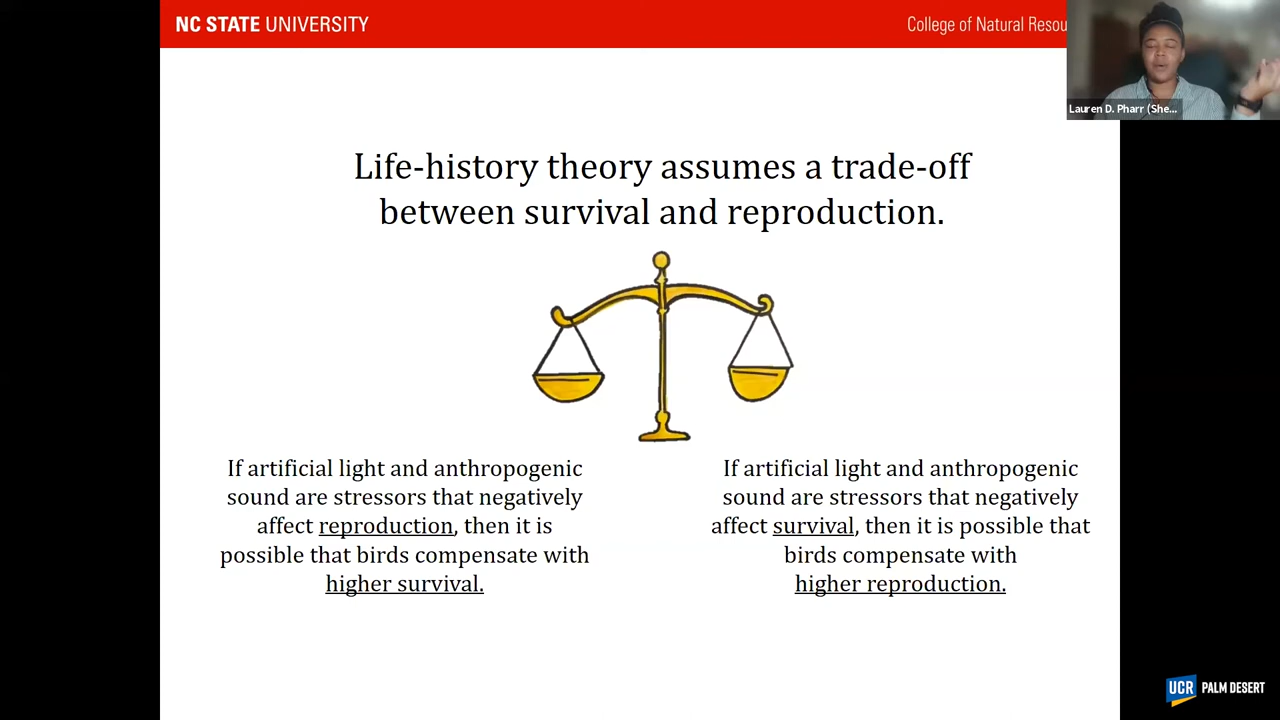 NC STATE UNIVERSITY
College of Natural Resou
Lauren D. Pharr (She...
Life-history theory assumes a trade-off
between survival and reproduction.
If artificial light and anthropogenic
sound are stressors that negatively
affect reproduction, then it is
possible that birds compensate with
higher survival.
If artificial light and anthropogenic
sound are stressors that negatively
affect survival, then it is possible that
birds compensate with
higher reproduction.
UCR PALM DESERT